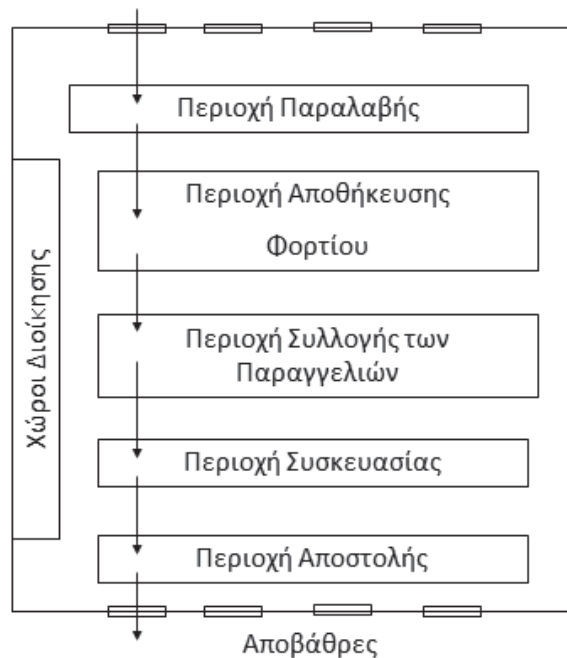 Περιοχή Παραλαβής
Περιοχή Αποθήκευσης
Φορτίου
Χώροι Διοίκησης
Περιοχή Συλλογής των
Παραγγελιών
Περιοχή Συσκευασίας
Περιοχή Αποστολής
Αποβάθρες